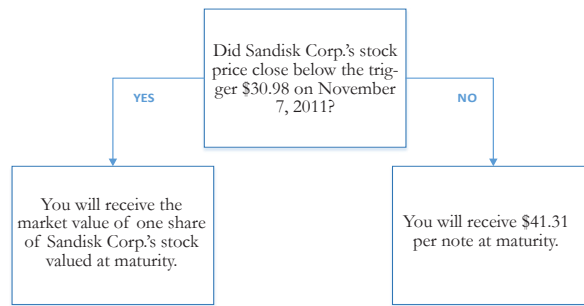 Did Sandisk Corp.'s stock
price close below the trig-
ger $30.98 on November
7, 2011?
YES
NO
You will receive the
market value of one share
of Sandisk Corp.'s stock
valued at maturity.
You will receive $41.31
per note at maturity.